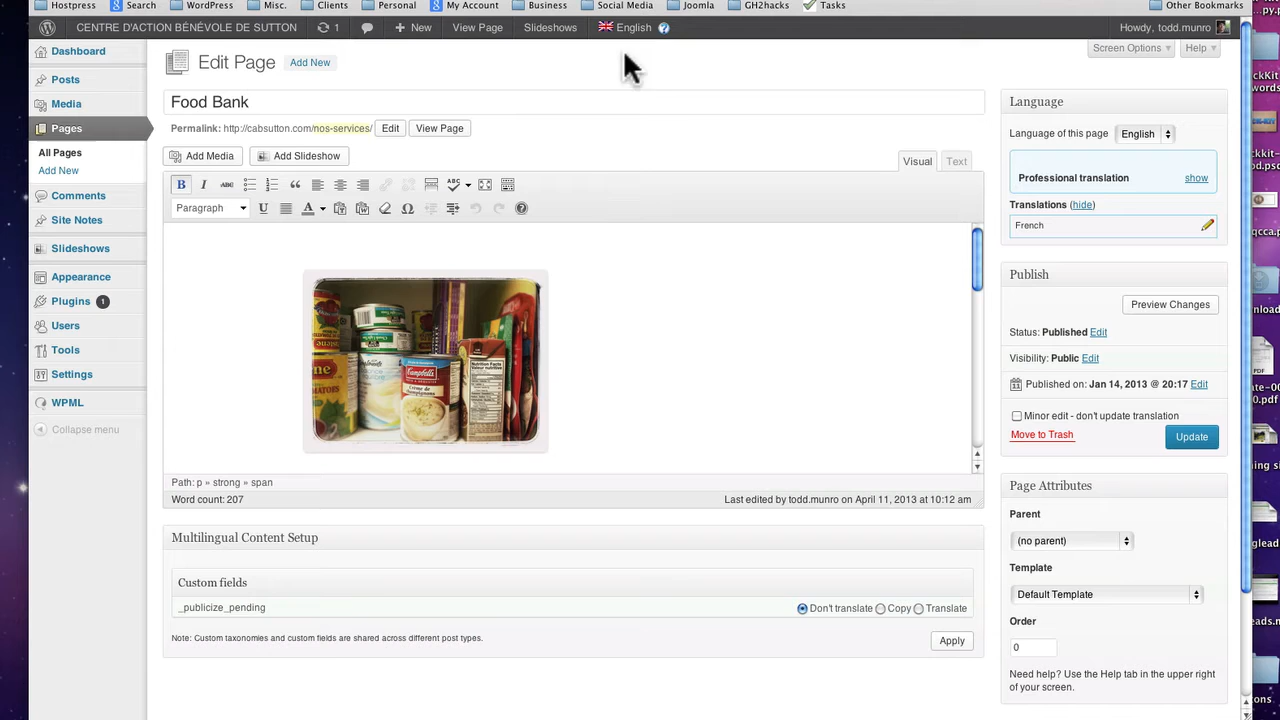 Hostpress Search WordPress Misc. Clients Personal My Account Business Social Media Joomla GH2hacks Tasks Other Bookmarks
CENTRE D'ACTION BÉNÉVOLE DE SUTTON 1 New View Page Slideshows English Howdy, todd.munro
Dashboard
Posts
Media
Pages
All Pages
Add New
Comments
Site Notes
Slideshows
Appearance
Plugins 1
Users
Tools
Settings
WPML
Collapse menu
Screen Options Help
Edit Page Add New
Food Bank
Permalink: http://cabsutton.com/nos-services/ Edit View Page
Add Media Add Slideshow Visual Text
B I ABC ABC
Paragraph U A Ω
Campbell's
Nutrition Facts
Path: p » strong » span
Word count: 207 Last edited by todd.munro on April 11, 2013 at 10:12 am
Multilingual Content Setup
Custom fields
_publicize_pending Don't translate Copy Translate
Note: Custom taxonomies and custom fields are shared across different post types.
Apply
Language
Language of this page English
Professional translation show
Translations (hide)
French
Publish
Preview Changes
Status: Published Edit
Visibility: Public Edit
Published on: Jan 14, 2013 @ 20:17 Edit
Minor edit - don't update translation
Move to Trash Update
Page Attributes
Parent
(no parent)
Template
Default Template
Order
0
Need help? Use the Help tab in the upper right
of your screen.